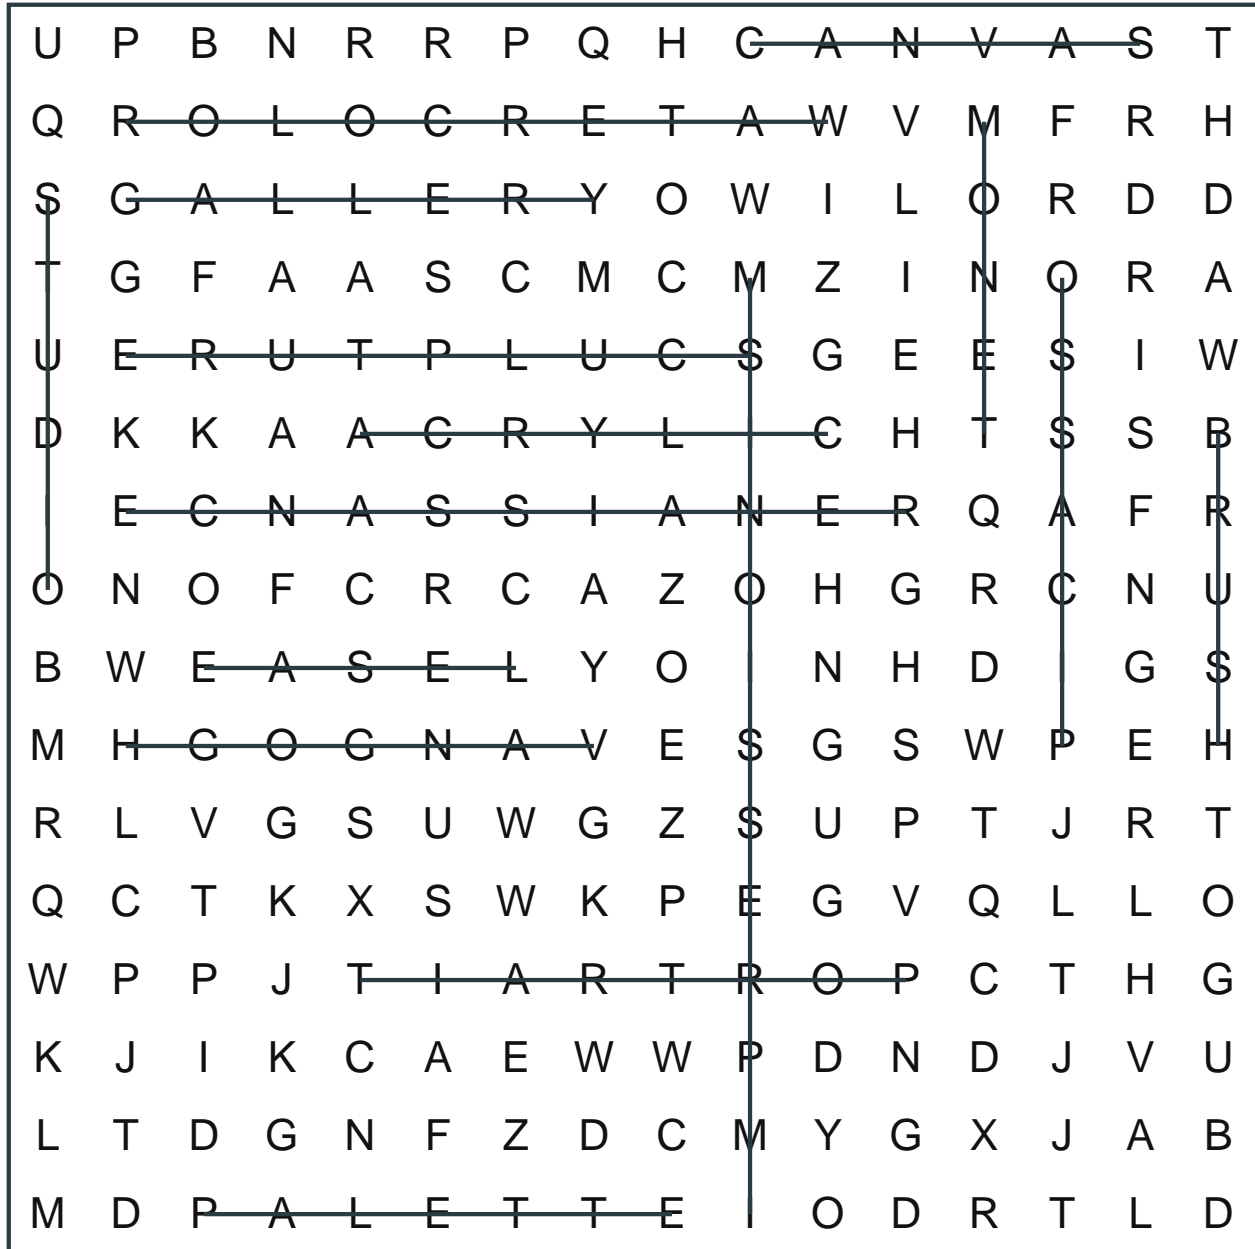 U P B N R R P Q H C A N V A S T
Q R O L O C R E T A W V M F R H
S G A L L E R Y O W I L O R D D
T G F A A S C M C M Z I N O R A
U E R U T P L U C S G E E S I W
D K K A A C R Y L I C H T S S B
I E C N A S S I A N E R Q A F R
O N O F C R C A Z O H G R C N U
B W E A S E L Y O I N H D I G S
M H G O G N A V E S G S W P E H
R L V G S U W G Z S U P T J R T
Q C T K X S W K P E G V Q L L O
W P P J T I A R T R O P C T H G
K J I K C A E W W P D N D J V U
L T D G N F Z D C M Y G X J A B
M D P A L E T T E I O D R T L D